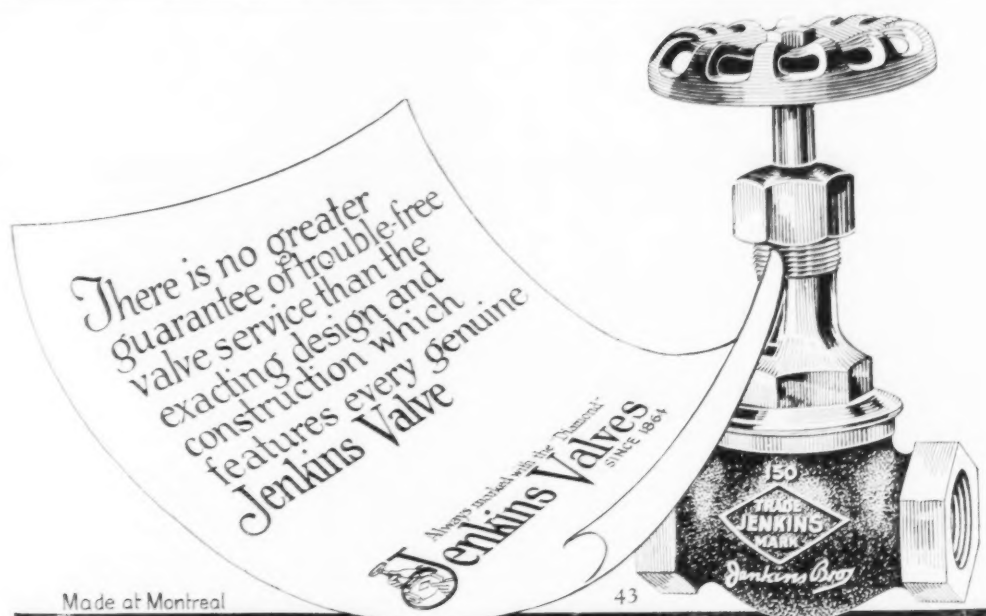 There is no greater
guarantee of trouble-free
valve service than the
exacting design and
construction which
features every genuine
Jenkins Valve
Always marked with the "Diamond"
Jenkins Valves
SINCE 1864
150
TRADE
JENKINS
MARK
Jenkins Bros
Made at Montreal
43